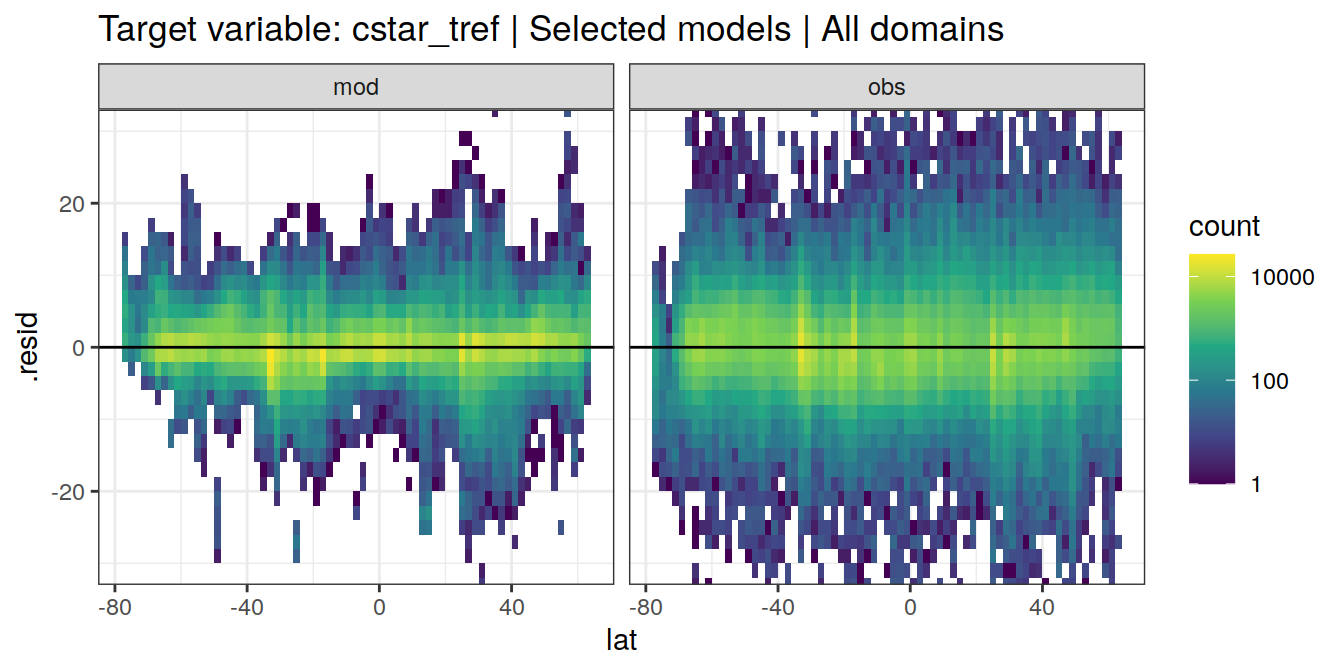 Target variable: cstar_tref | Selected models | All domains
mod
obs
.resid
20
0
-20
-80
-40
0
40
-80
-40
0
40
lat
count
10000
100
1